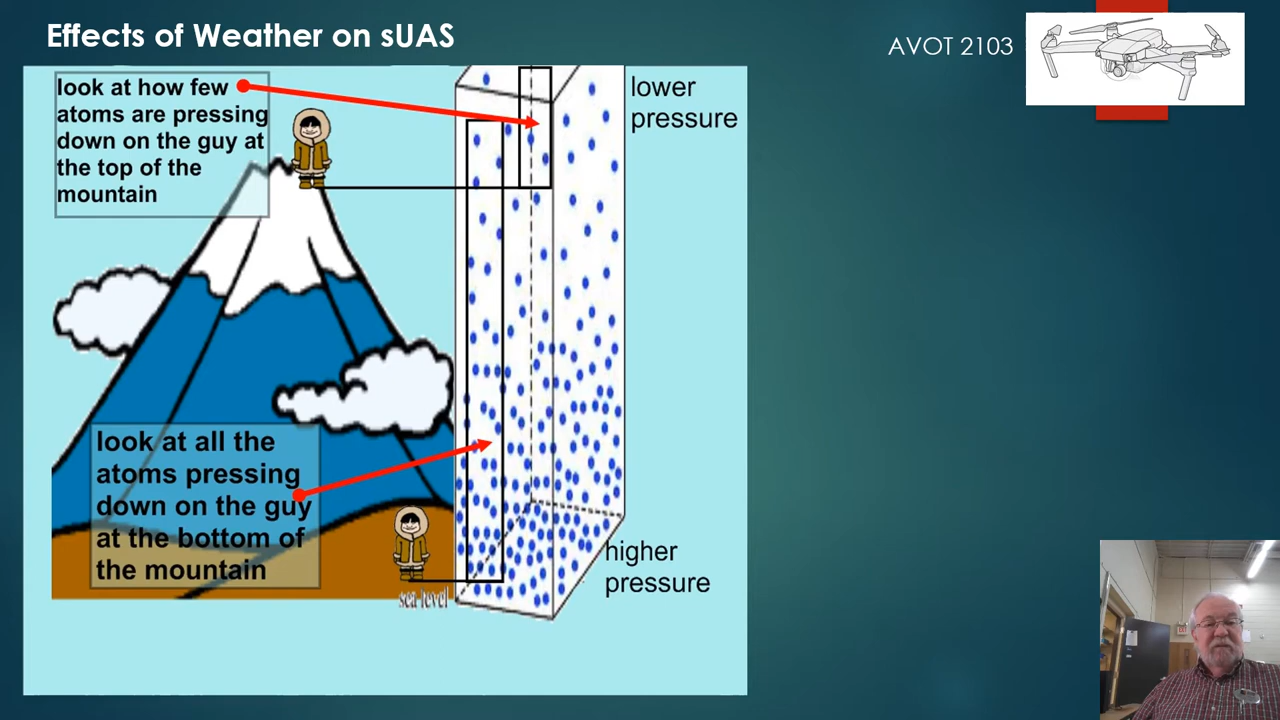 Effects of Weather on sUAS
AVOT 2103
look at how few
atoms are pressing
down on the guy at
the top of the
mountain
lower
pressure
look at all the
atoms pressing
down on the guy
at the bottom of
the mountain
higher
pressure
sea-level